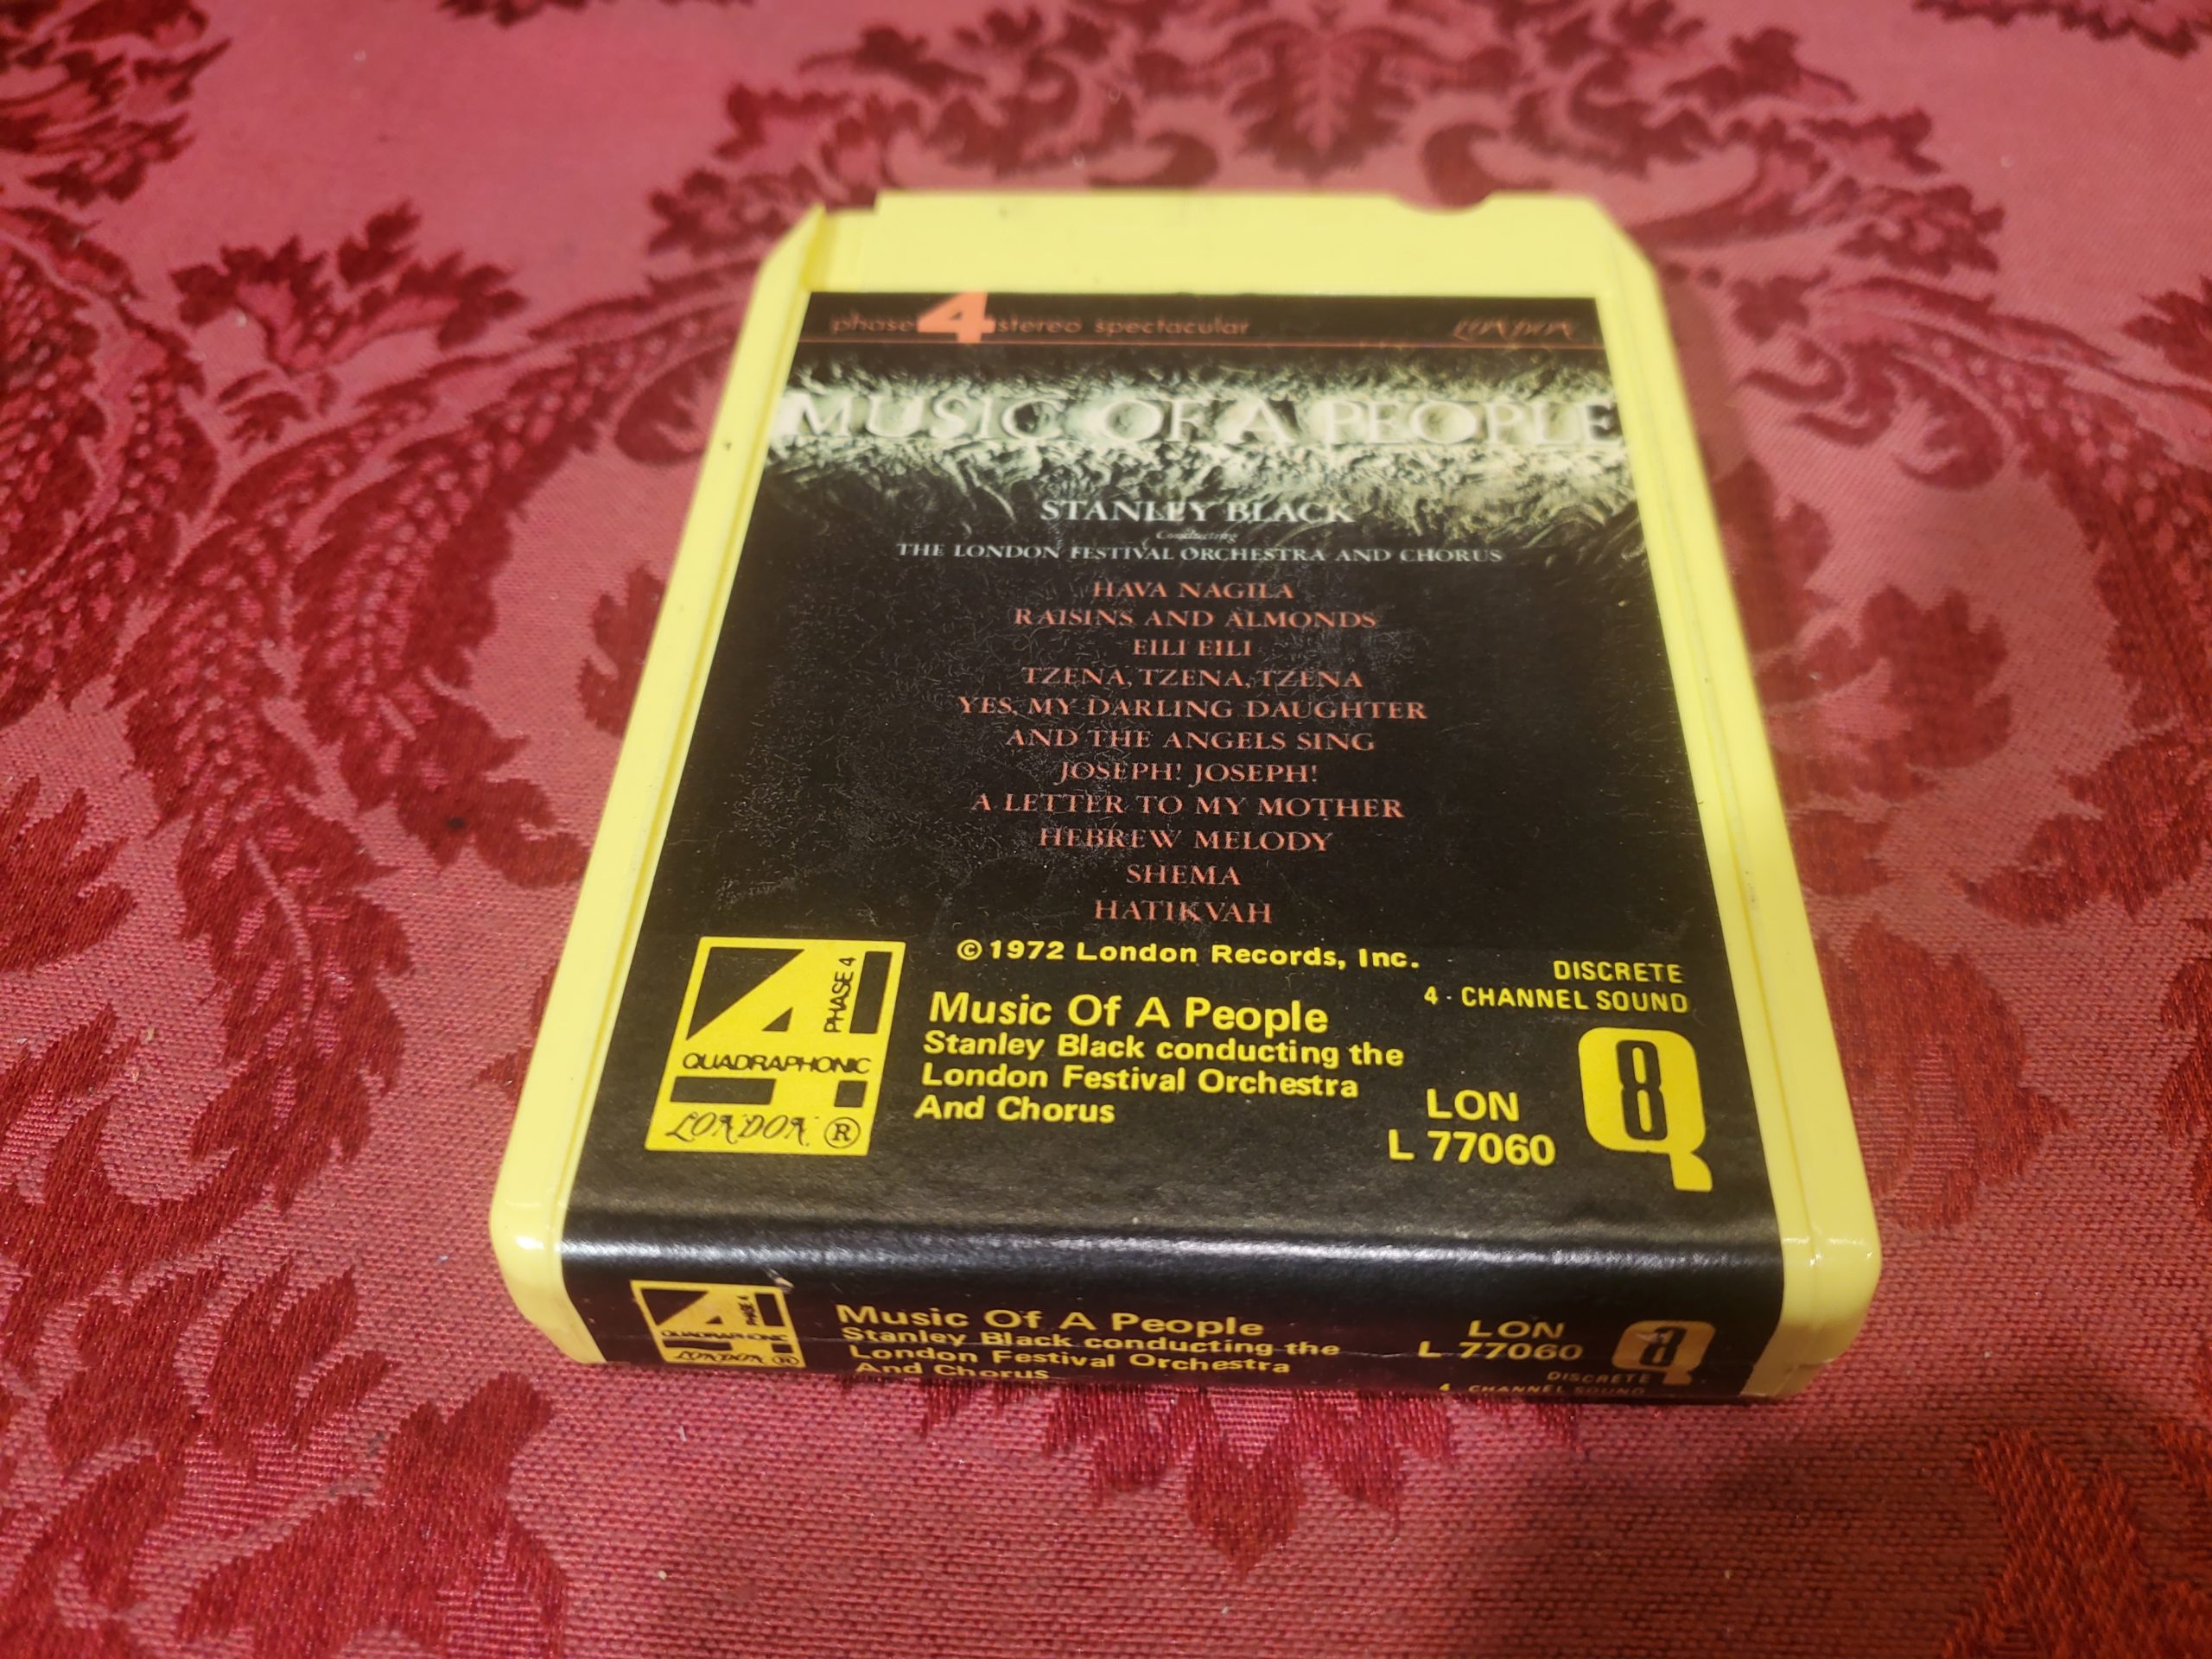 phase 4 stereo spectacular LONDON
MUSIC OF A PEOPLE
STANLEY BLACK
Conducting
THE LONDON FESTIVAL ORCHESTRA AND CHORUS
HAVA NAGILA
RAISINS AND ALMONDS
EILI EILI
TZENA, TZENA, TZENA
YES, MY DARLING DAUGHTER
AND THE ANGELS SING
JOSEPH! JOSEPH!
A LETTER TO MY MOTHER
HEBREW MELODY
SHEMA
HATIKVAH
©1972 London Records, Inc.
4 PHASE 4
QUADRAPHONIC
LONDON ®
Music Of A People
Stanley Black conducting the
London Festival Orchestra
And Chorus
DISCRETE
4-CHANNEL SOUND
LON
L 77060
Q8
4 PHASE 4
QUADRAPHONIC
LONDON ®
Music Of A People
Stanley Black conducting the
London Festival Orchestra
And Chorus
LON
L 77060
Q8
DISCRETE
4-CHANNEL SOUND